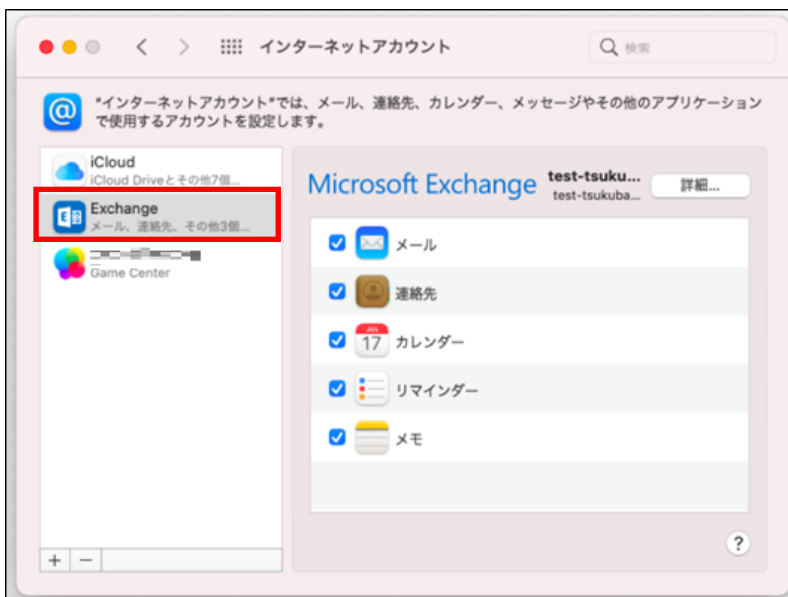 インターネットアカウント
検索
"インターネットアカウント"では、メール、連絡先、カレンダー、メッセージやその他のアプリケーション
で使用するアカウントを設定します。
iCloud
iCloud Driveとその他7個...
Exchange
メール、連絡先、その他3個...
Game Center
Microsoft Exchange
test-tsuku...
test-tsukuba...
詳細...
メール
連絡先
JUL
17
カレンダー
リマインダー
メモ
+ −
?